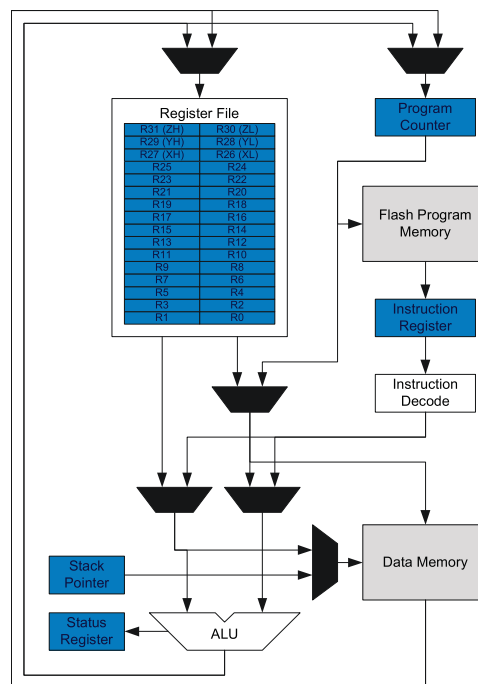 Register File
R31 (ZH) R30 (ZL)
R29 (YH) R28 (YL)
R27 (XH) R26 (XL)
R25 R24
R23 R22
R21 R20
R19 R18
R17 R16
R15 R14
R13 R12
R11 R10
R9 R8
R7 R6
R5 R4
R3 R2
R1 R0
Program
Counter
Flash Program
Memory
Instruction
Register
Instruction
Decode
Data Memory
Stack
Pointer
Status
Register
ALU